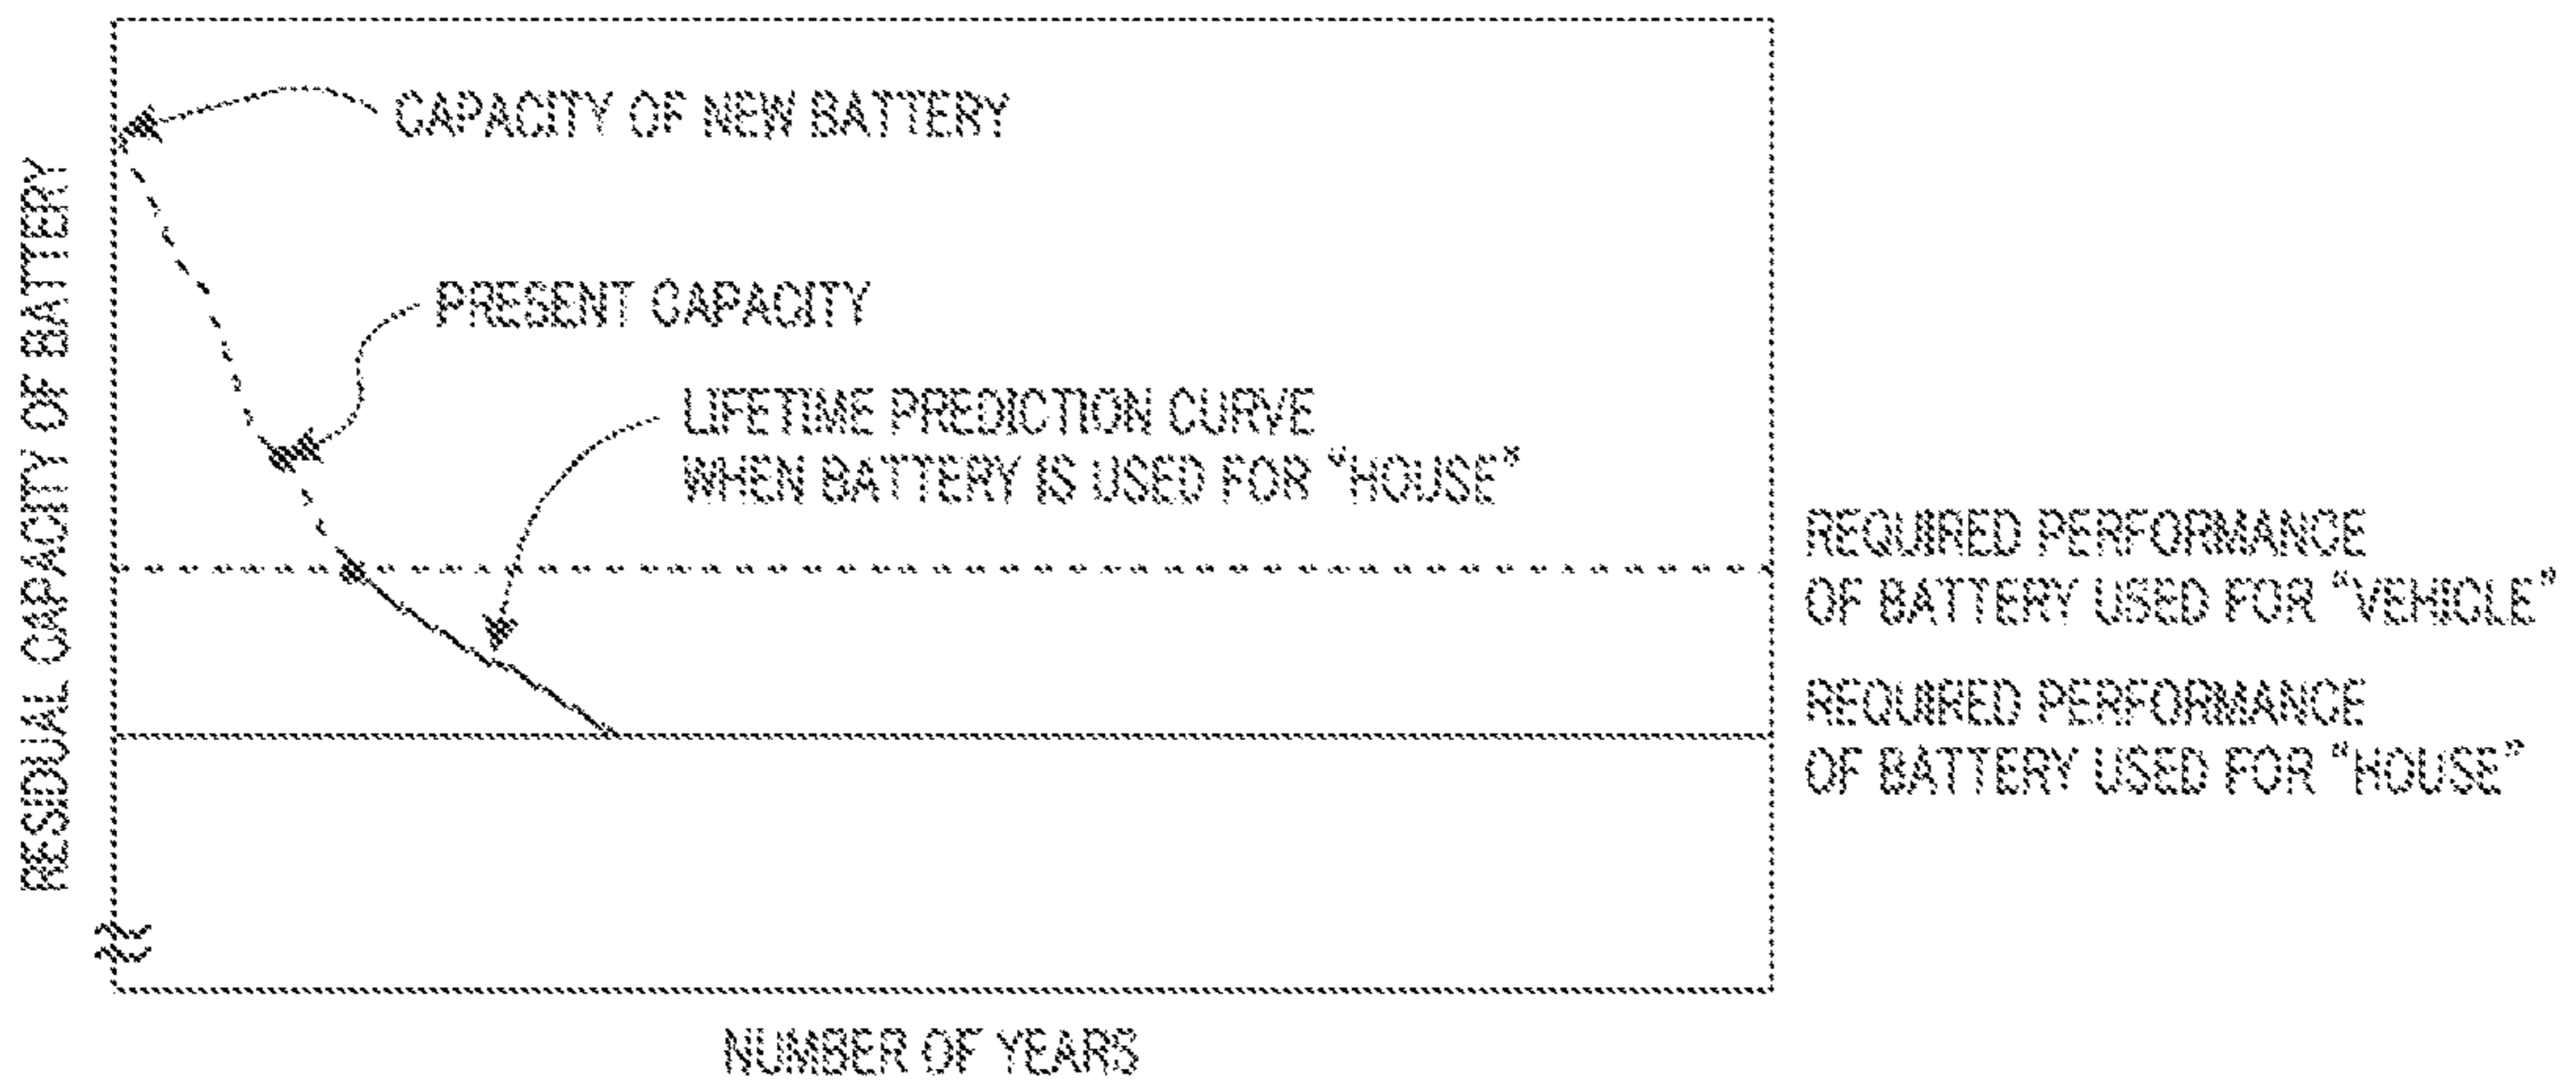 CAPACITY OF NEW BATTERY
PRESENT CAPACITY
LIFETIME PREDICTION CURVE
WHEN BATTERY IS USED FOR "HOUSE"
REQUIRED PERFORMANCE
OF BATTERY USED FOR "VEHICLE"
REQUIRED PERFORMANCE
OF BATTERY USED FOR "HOUSE"
RESIDUAL CAPACITY OF BATTERY
NUMBER OF YEARS